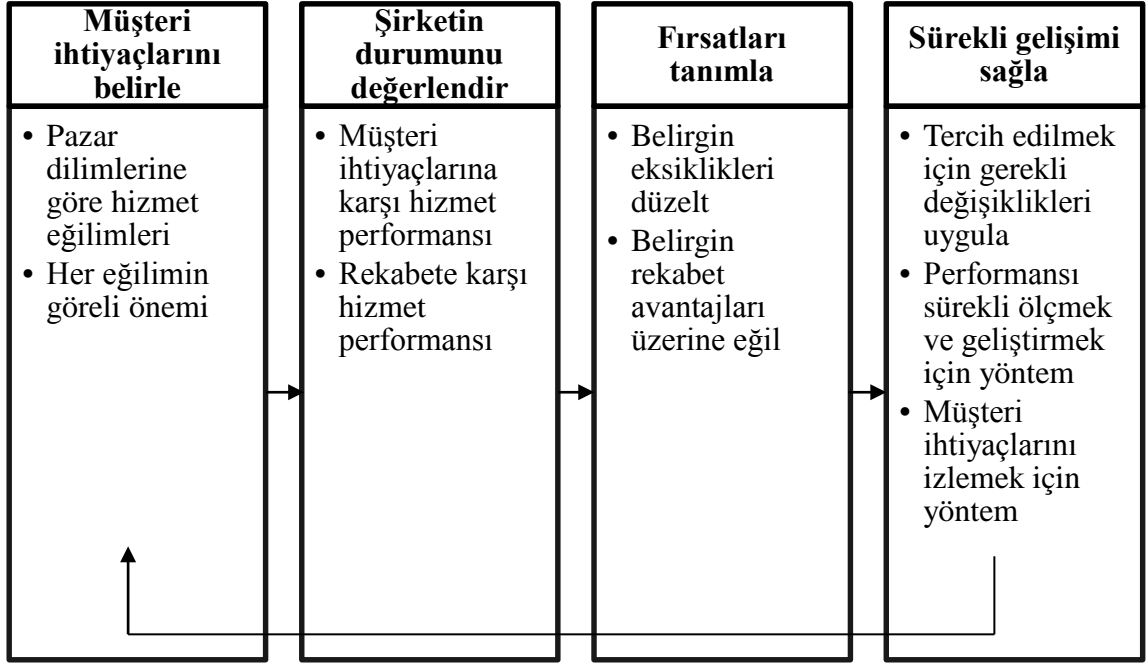 Müşteri
ihtiyaçlarını
belirle
• Pazar
dilimlerine
göre hizmet
eğilimleri
• Her eğilimin
göreli önemi
Şirketin
durumunu
değerlendir
• Müşteri
ihtiyaçlarına
karşı hizmet
performansı
• Rekabete karşı
hizmet
performansı
Fırsatları
tanımla
• Belirgin
eksiklikleri
düzelt
• Belirgin
rekabet
avantajları
üzerine eğil
Sürekli gelişimi
sağla
• Tercih edilmek
için gerekli
değişiklikleri
uygula
• Performansı
sürekli ölçmek
ve geliştirmek
için yöntem
• Müşteri
ihtiyaçlarını
izlemek için
yöntem